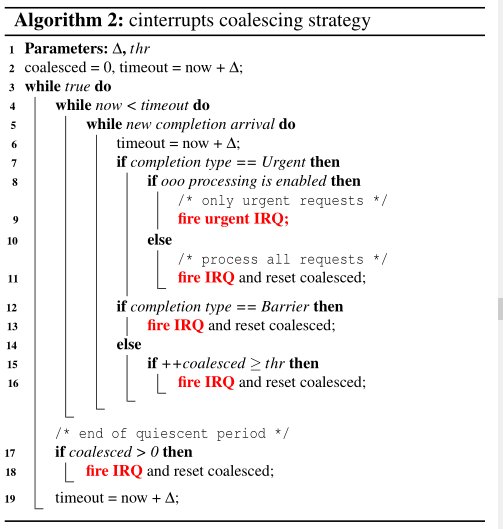 Algorithm 2: cinterrupts coalescing strategy
1 Parameters: Δ, thr
2 coalesced = 0, timeout = now + Δ;
3 while true do
4 while now < timeout do
5 while new completion arrival do
6 timeout = now + Δ;
7 if completion type == Urgent then
8 if ooo processing is enabled then
/* only urgent requests */
9 fire urgent IRQ;
10 else
/* process all requests */
11 fire IRQ and reset coalesced;
12 if completion type == Barrier then
13 fire IRQ and reset coalesced;
14 else
15 if ++coalesced ≥ thr then
16 fire IRQ and reset coalesced;
/* end of quiescent period */
17 if coalesced > 0 then
18 fire IRQ and reset coalesced;
19 timeout = now + Δ;